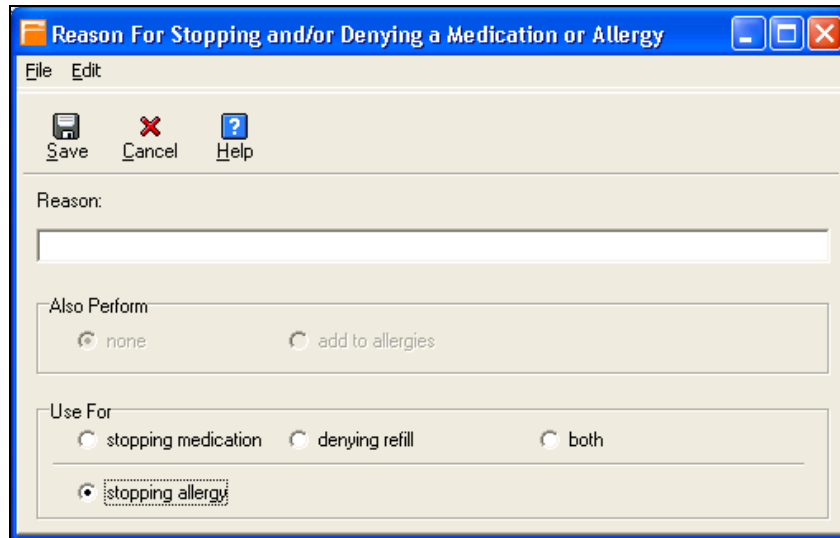 Reason For Stopping and/or Denying a Medication or Allergy
File Edit
?
Save Cancel Help
Reason:
Also Perform
none add to allergies
Use For
stopping medication denying refill both
stopping allergy